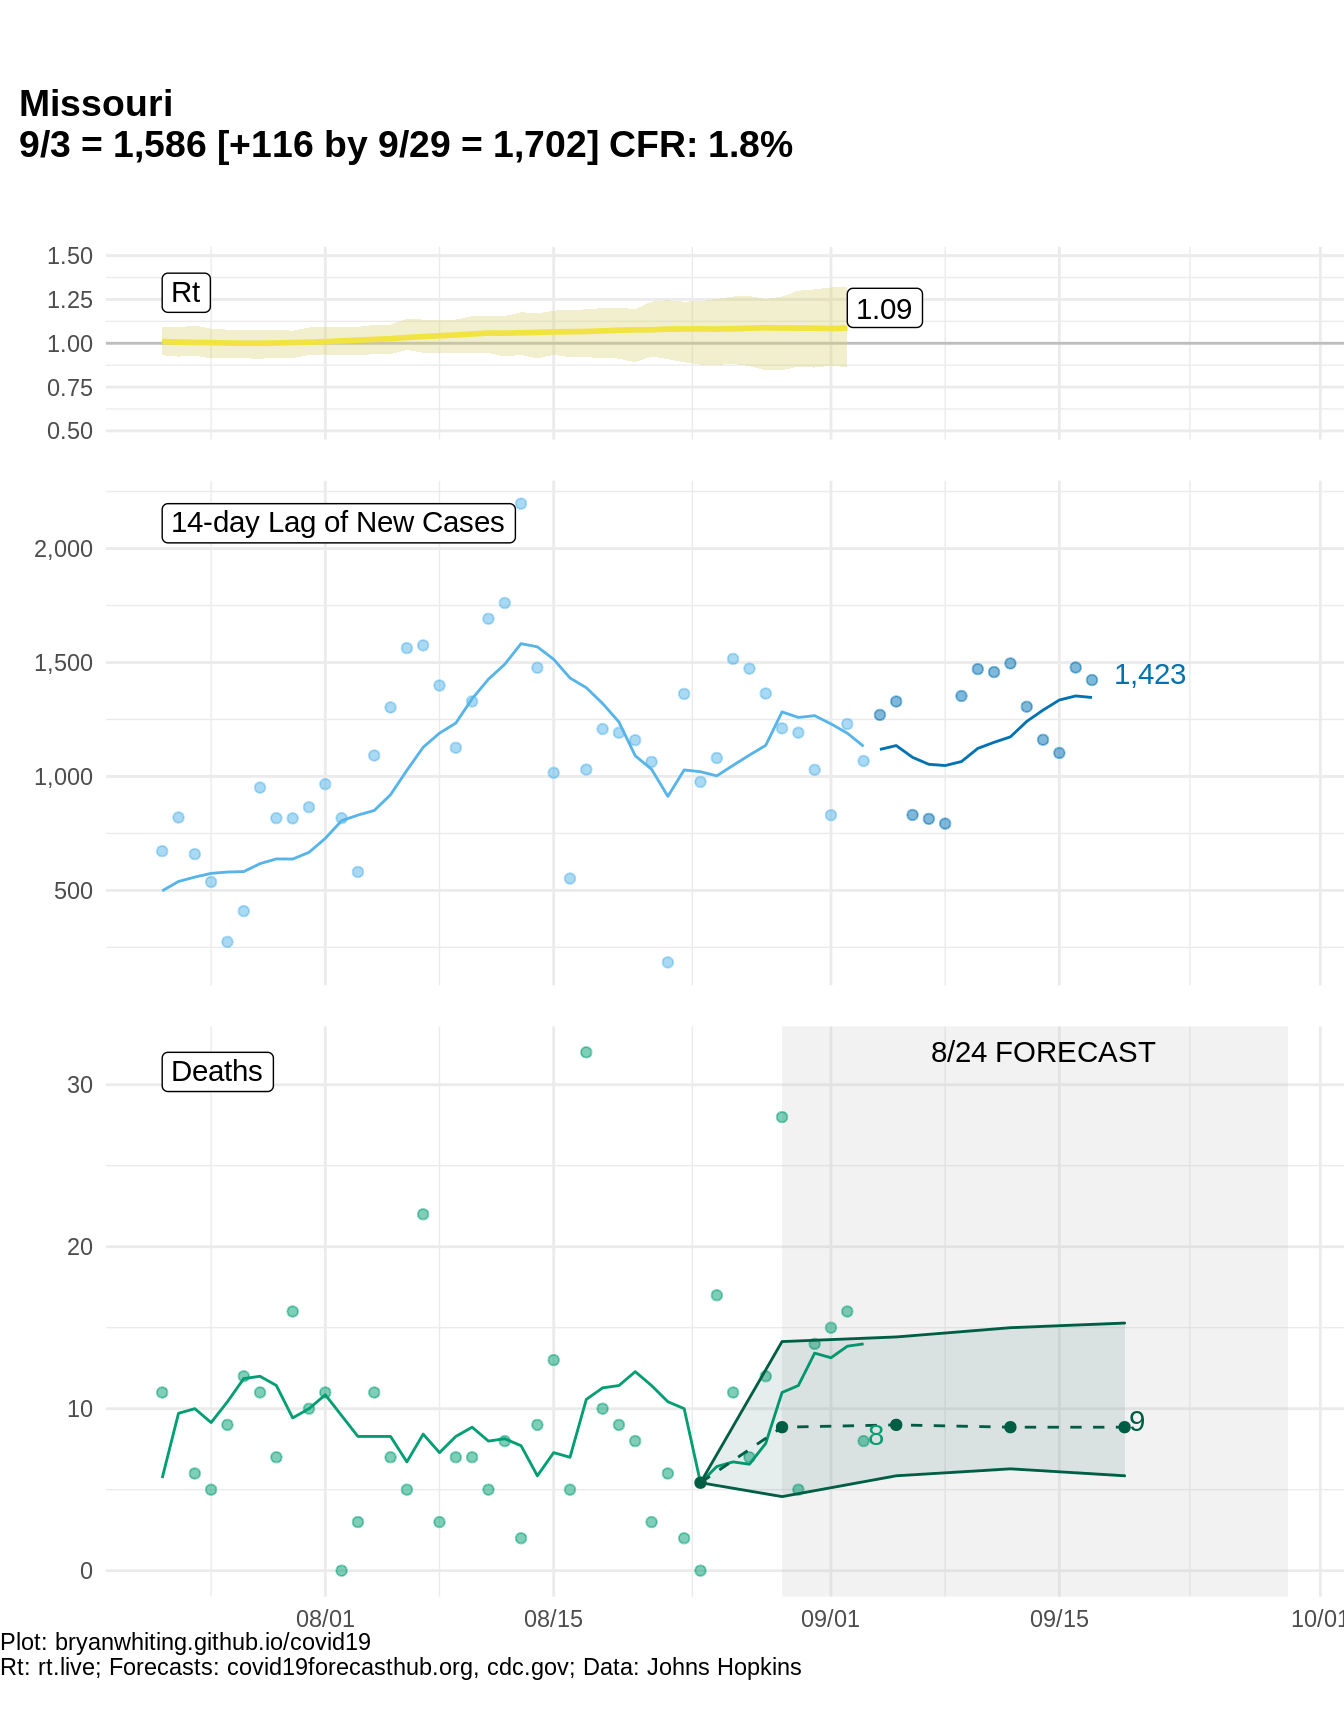 Missouri
9/3 = 1,586 [+116 by 9/29 = 1,702] CFR: 1.8%
1.50
Rt
1.25
1.09
1.00
0.75
0.50
14-day Lag of New Cases
2,000
1,500
1,423
1,000
500
8/24 FORECAST
Deaths
30
20
10
9
8
0
08/01 08/15 09/01 09/15 10/01
Plot: bryanwhiting.github.io/covid19
Rt: rt.live; Forecasts: covid19forecasthub.org, cdc.gov; Data: Johns Hopkins